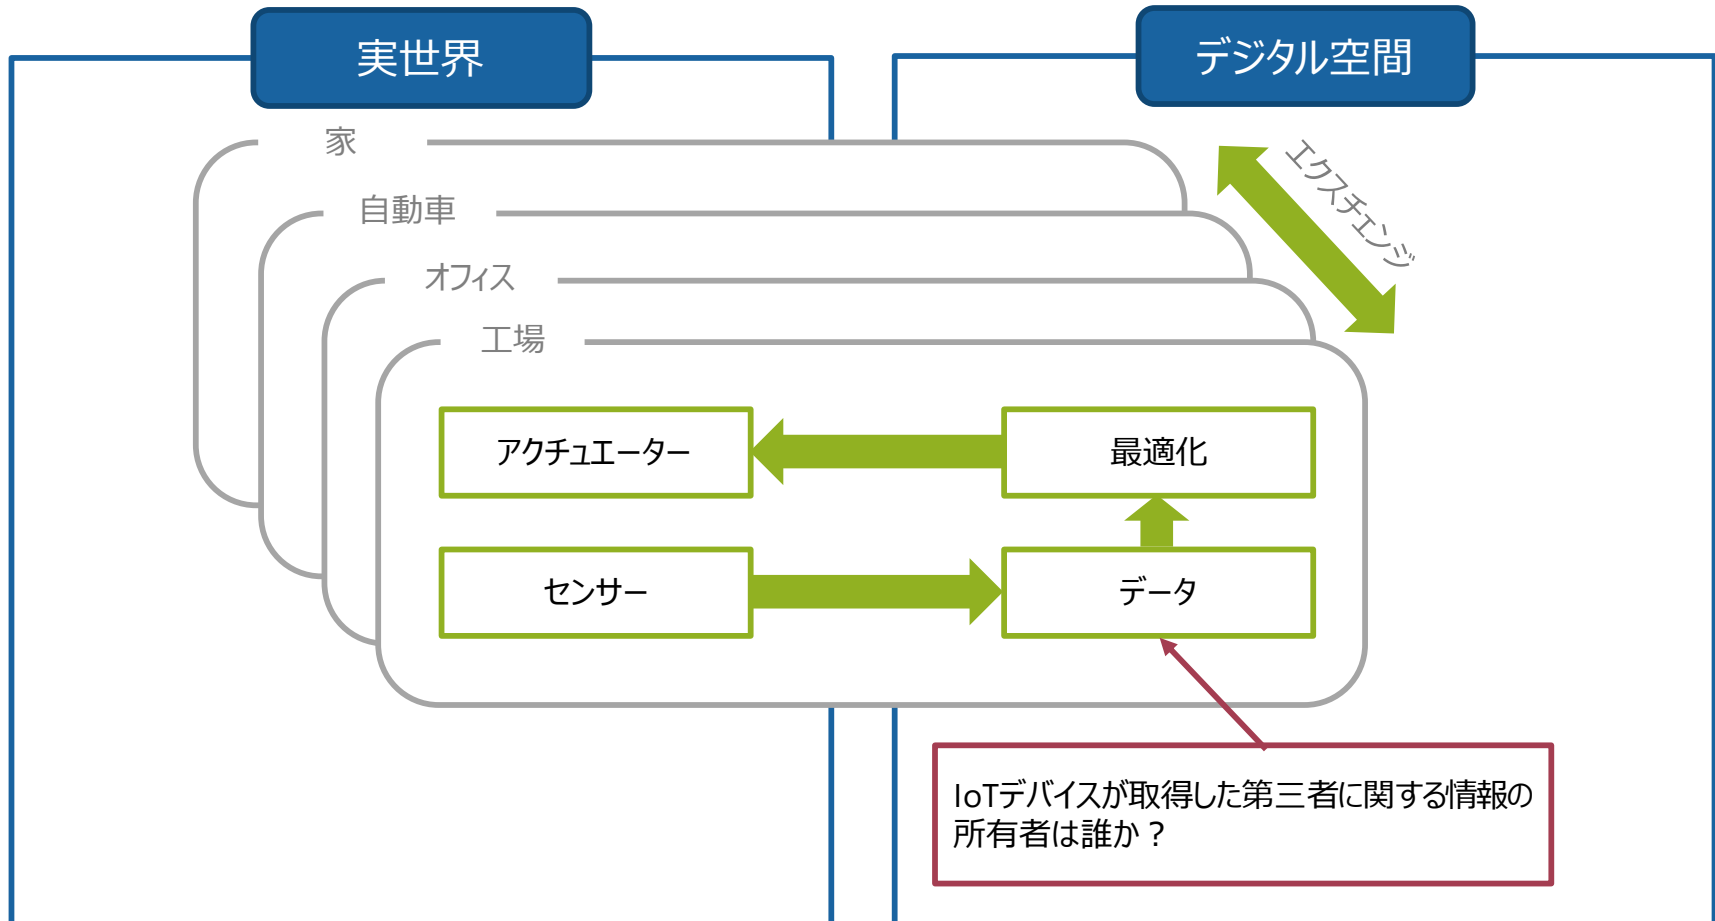 実世界
デジタル空間
家
自動車
オフィス
工場
エクスチェンジ
アクチュエーター
最適化
センサー
データ
IoTデバイスが取得した第三者に関する情報の
所有者は誰か？